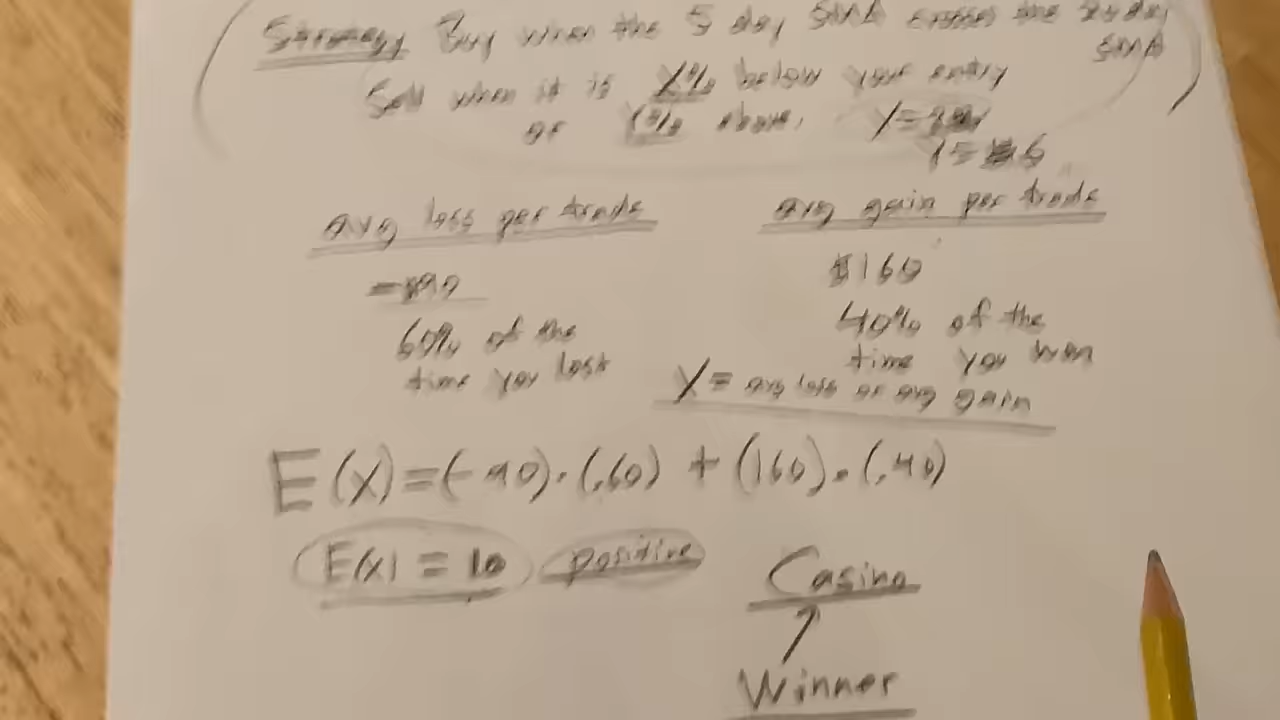 Strategy Buy when the 5 day SMA crosses the 20 day
SMA
Sell when it is X% below your entry
or Y% above.
avg loss per trade
avg gain per trade
-$90
$160
60% of the
time you lost
40% of the
time you won
X = avg loss or avg gain
E(X)=(-90)·(.60) + (160)·(.40)
E(X) = 10
positive
Casino
↑
Winner